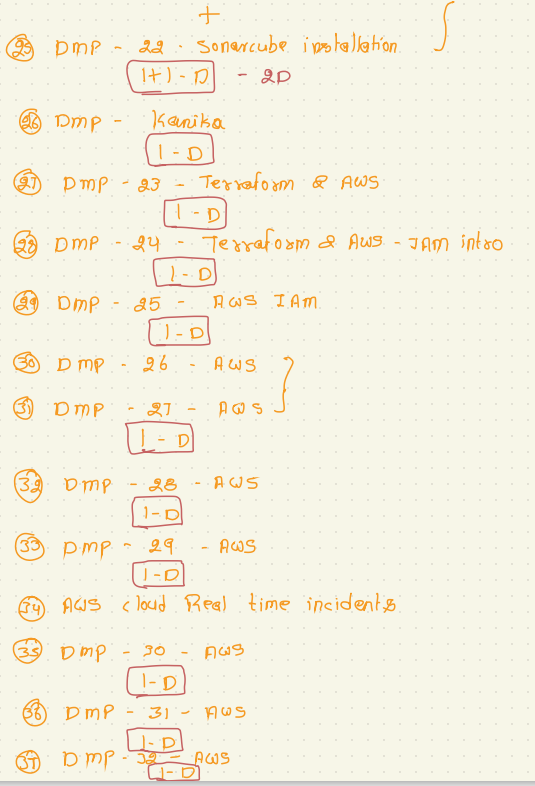 +
25 DMP - 22 - Sonarcube installation
1+1 - D - 2D
26 DMP - Kanika
1 - D
27 DMP - 23 - Terraform & AWS
1 - D
28 DMP - 24 - Terraform & AWS - IAM intro
1 - D
29 DMP - 25 - AWS IAM
1 - D
30 DMP - 26 - AWS
31 DMP - 27 - AWS
1 - D
32 DMP - 28 - AWS
1-D
33 DMP - 29 - AWS
1-D
34 AWS cloud Real time incidents
35 DMP - 30 - AWS
1-D
36 DMP - 31 - AWS
1-D
37 DMP - 32 - AWS
1-D